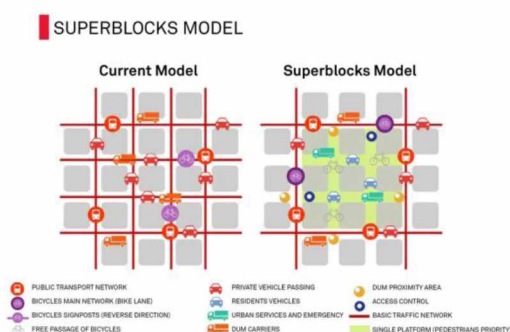 SUPERBLOCKS MODEL
Current Model
Superblocks Model
PUBLIC TRANSPORT NETWORK
BICYCLES MAIN NETWORK (BIKE LANE)
BICYCLES SIGNPOSTS (REVERSE DIRECTION)
FREE PASSAGE OF BICYCLES
PRIVATE VEHICLE PASSING
RESIDENTS VEHICLES
URBAN SERVICES AND EMERGENCY
DUM CARRIERS
DUM PROXIMITY AREA
ACCESS CONTROL
BASIC TRAFFIC NETWORK
SINGLE PLATFORM (PEDESTRIANS PRIORITY)